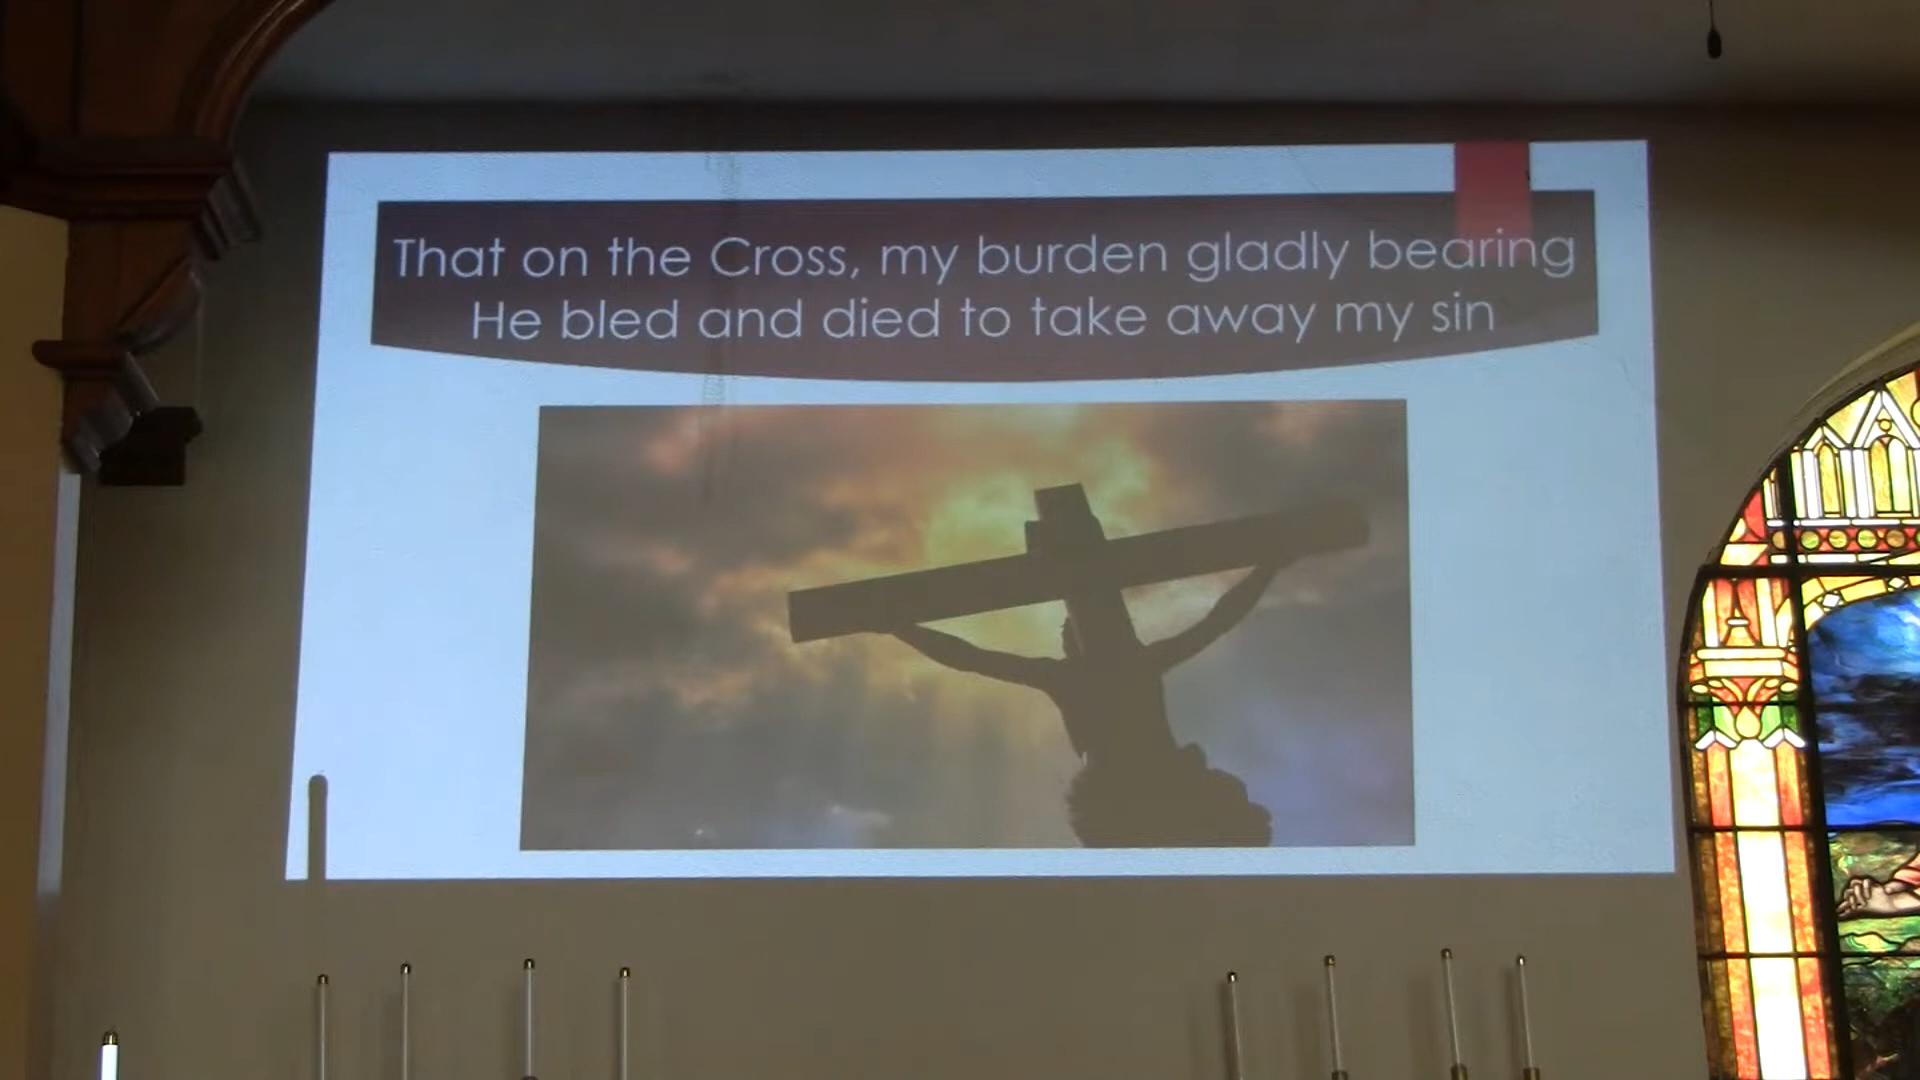 That on the Cross, my burden gladly bearing
He bled and died to take away my sin